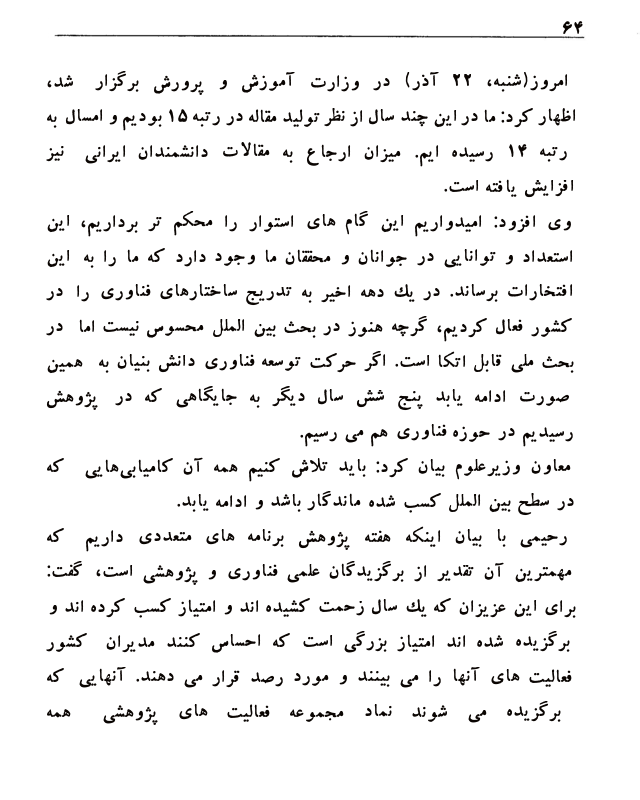 ۶۴
امروز(شنبه، ۲۲ آذر) در وزارت آموزش و پرورش برگزار شد،
اظهار کرد: ما در این چند سال از نظر تولید مقاله در رتبه ۱۵ بودیم و امسال به
رتبه ۱۴ رسیده ایم. میزان ارجاع به مقالات دانشمندان ایرانی نیز
افزایش یافته است.
وی افزود: امیدواریم این گام های استوار را محکم تر برداریم، این
استعداد و توانایی در جوانان و محققان ما وجود دارد که ما را به این
افتخارات برساند. در یك دهه اخیر به تدریج ساختارهای فناوری را در
کشور فعال کردیم، گرچه هنوز در بحث بین الملل محسوس نیست اما در
بحث ملی قابل اتکا است. اگر حرکت توسعه فناوری دانش بنیان به همین
صورت ادامه یابد پنج شش سال دیگر به جایگاهی که در پژوهش
رسیدیم در حوزه فناوری هم می رسیم.
معاون وزیرعلوم بیان کرد: باید تلاش کنیم همه آن کامیابی‌هایی که
در سطح بین الملل کسب شده ماندگار باشد و ادامه یابد.
رحیمی با بیان اینکه هفته پژوهش برنامه های متعددی داریم که
مهمترین آن تقدیر از برگزیدگان علمی فناوری و پژوهشی است، گفت:
برای این عزیزان که یك سال زحمت کشیده اند و امتیاز کسب کرده اند و
برگزیده شده اند امتیاز بزرگی است که احساس کنند مدیران کشور
فعالیت های آنها را می بینند و مورد رصد قرار می دهند. آنهایی که
برگزیده می شوند نماد مجموعه فعالیت های پژوهشی همه